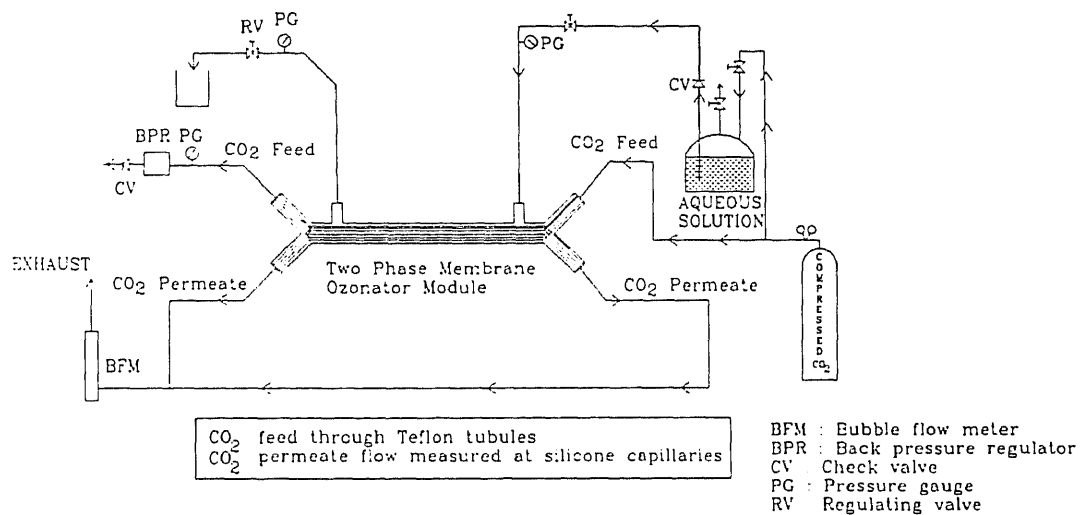 PG
RV
PG
CV
BPR PG
CO2 Feed
CO2 Feed
CV
AQUEOUS
SOLUTION
EXHAUST
CO2 Permeate
Two Phase Membrane
Ozonator Module
CO2 Permeate
COMPRESSED
CO2
BFM
CO2 feed through Teflon tubules
CO2 permeate flow measured at silicone capillaries
BFM : Bubble flow meter
BPR : Back pressure regulator
CV : Check valve
PG : Pressure gauge
RV Regulating valve